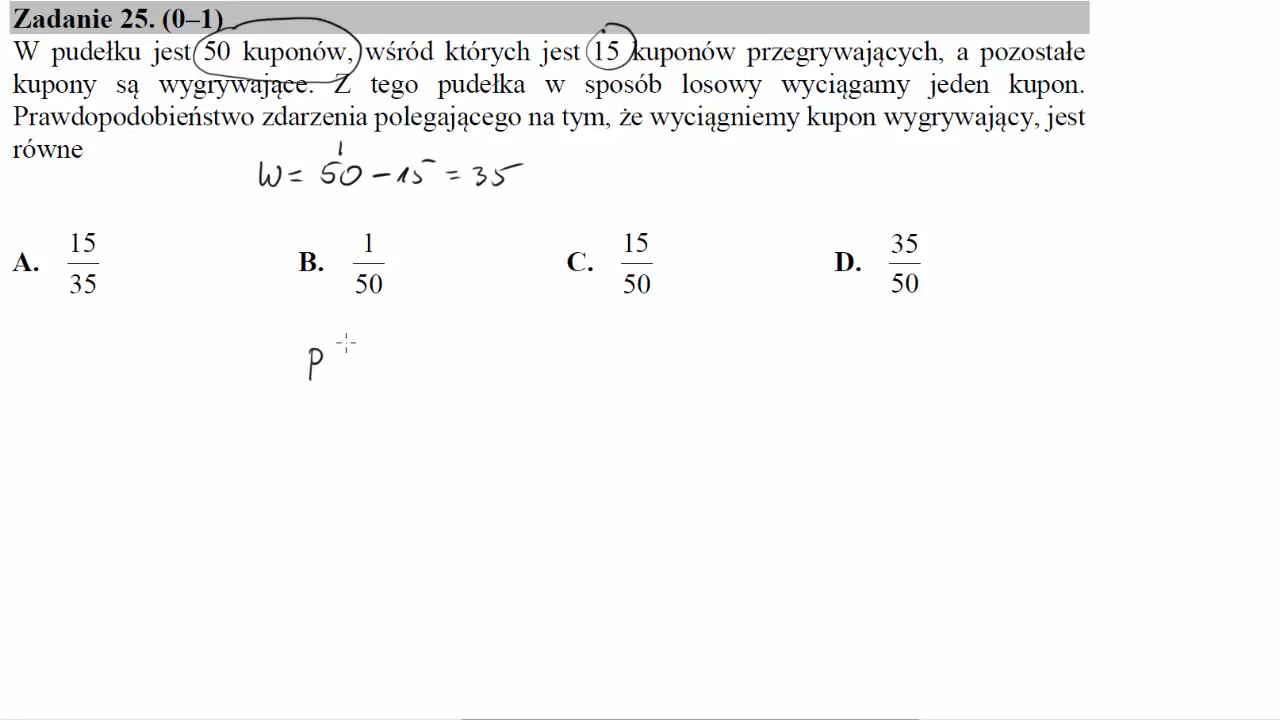 Zadanie 25. (0–1)
W pudełku jest 50 kuponów, wśród których jest 15 kuponów przegrywających, a pozostałe
kupony są wygrywające. Z tego pudełka w sposób losowy wyciągamy jeden kupon.
Prawdopodobieństwo zdarzenia polegającego na tym, że wyciągniemy kupon wygrywający, jest
równe
W = 50 - 15 = 35
A. 15/35 B. 1/50 C. 15/50 D. 35/50
P